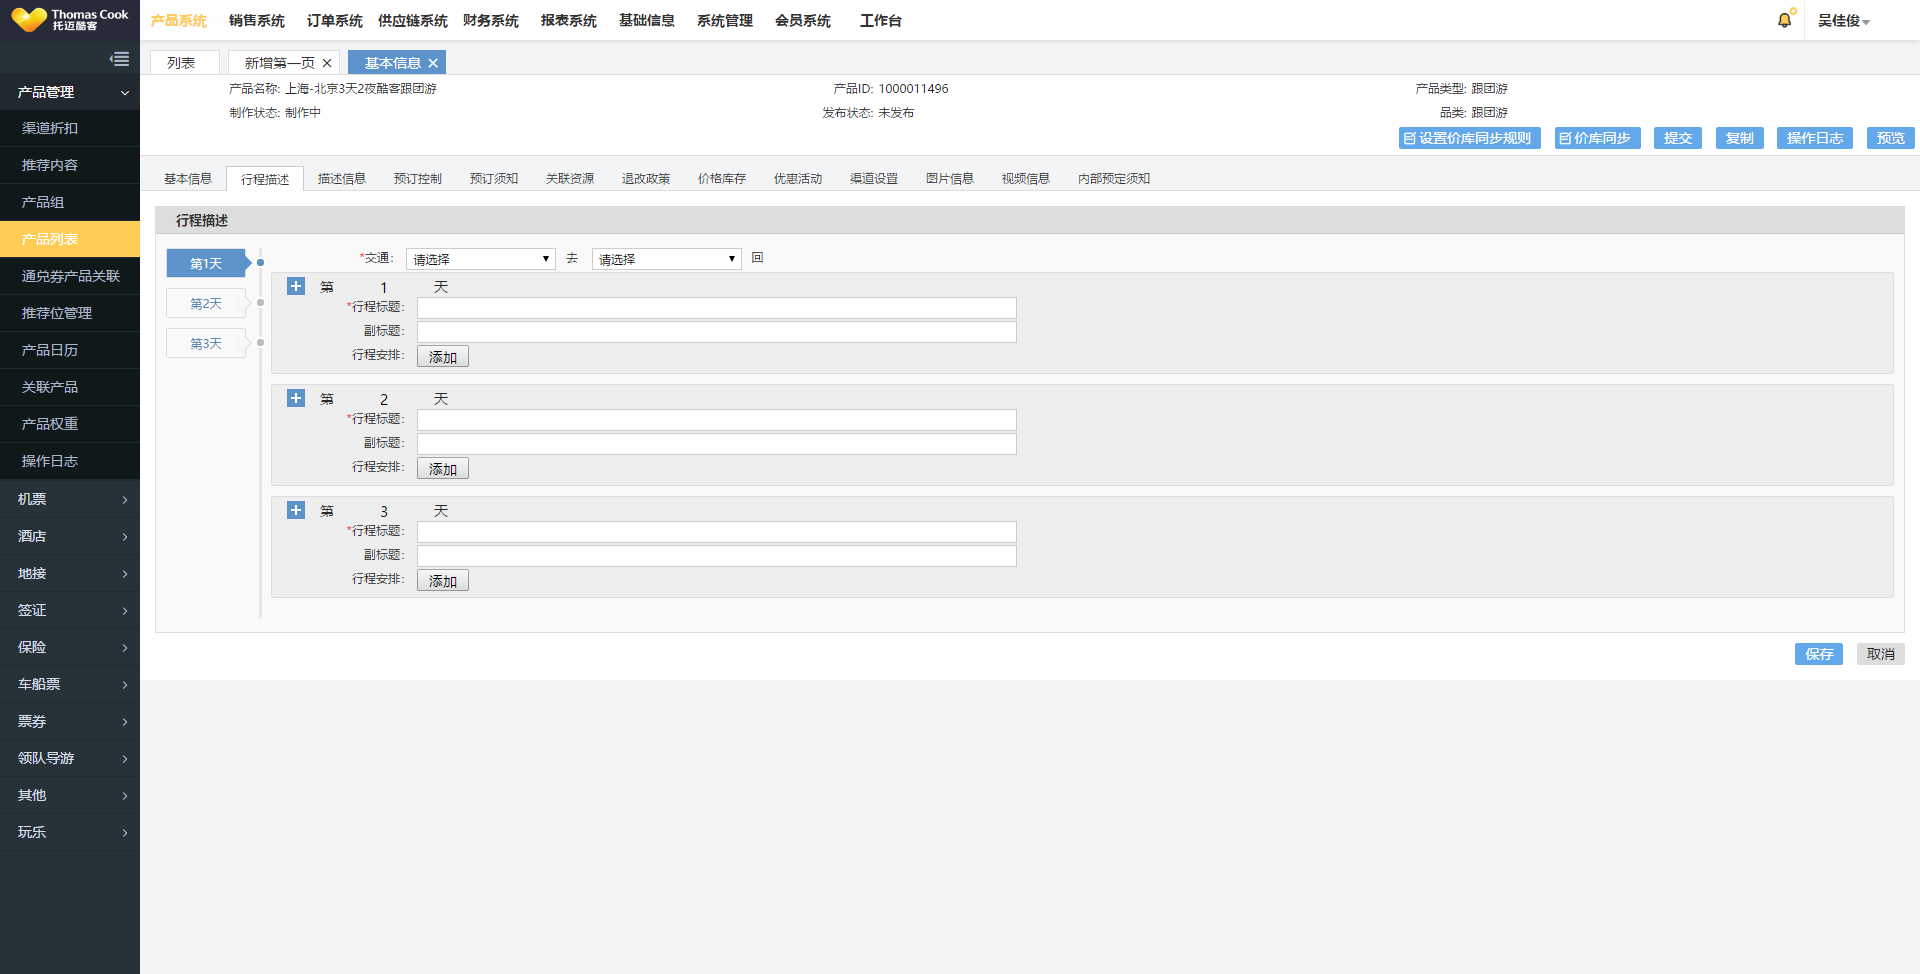 Thomas Cook
托迈酷客
产品系统 销售系统 订单系统 供应链系统 财务系统 报表系统 基础信息 系统管理 会员系统 工作台 吴佳俊
产品管理
渠道折扣
推荐内容
产品组
产品列表
通兑券产品关联
推荐位管理
产品日历
关联产品
产品权重
操作日志
机票
酒店
地接
签证
保险
车船票
票券
领队导游
其他
玩乐
列表 新增第一页 基本信息
产品名称: 上海-北京3天2夜酷客跟团游 产品ID: 1000011496 产品类型: 跟团游
制作状态: 制作中 发布状态: 未发布 品类: 跟团游
设置价库同步规则 价库同步 提交 复制 操作日志 预览
基本信息 行程描述 描述信息 预订控制 预订须知 关联资源 退改政策 价格库存 优惠活动 渠道设置 图片信息 视频信息 内部预定须知
行程描述
第1天
第2天
第3天
*交通: 请选择 去 请选择 回
第 1 天
*行程标题:
副标题:
行程安排: 添加
第 2 天
*行程标题:
副标题:
行程安排: 添加
第 3 天
*行程标题:
副标题:
行程安排: 添加
保存 取消